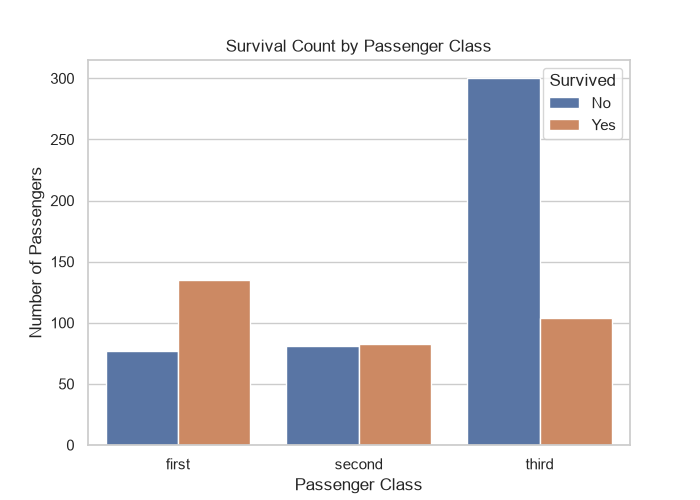 Survival Count by Passenger Class
Survived
No
Yes
Number of Passengers
300
250
200
150
100
50
0
first second third
Passenger Class